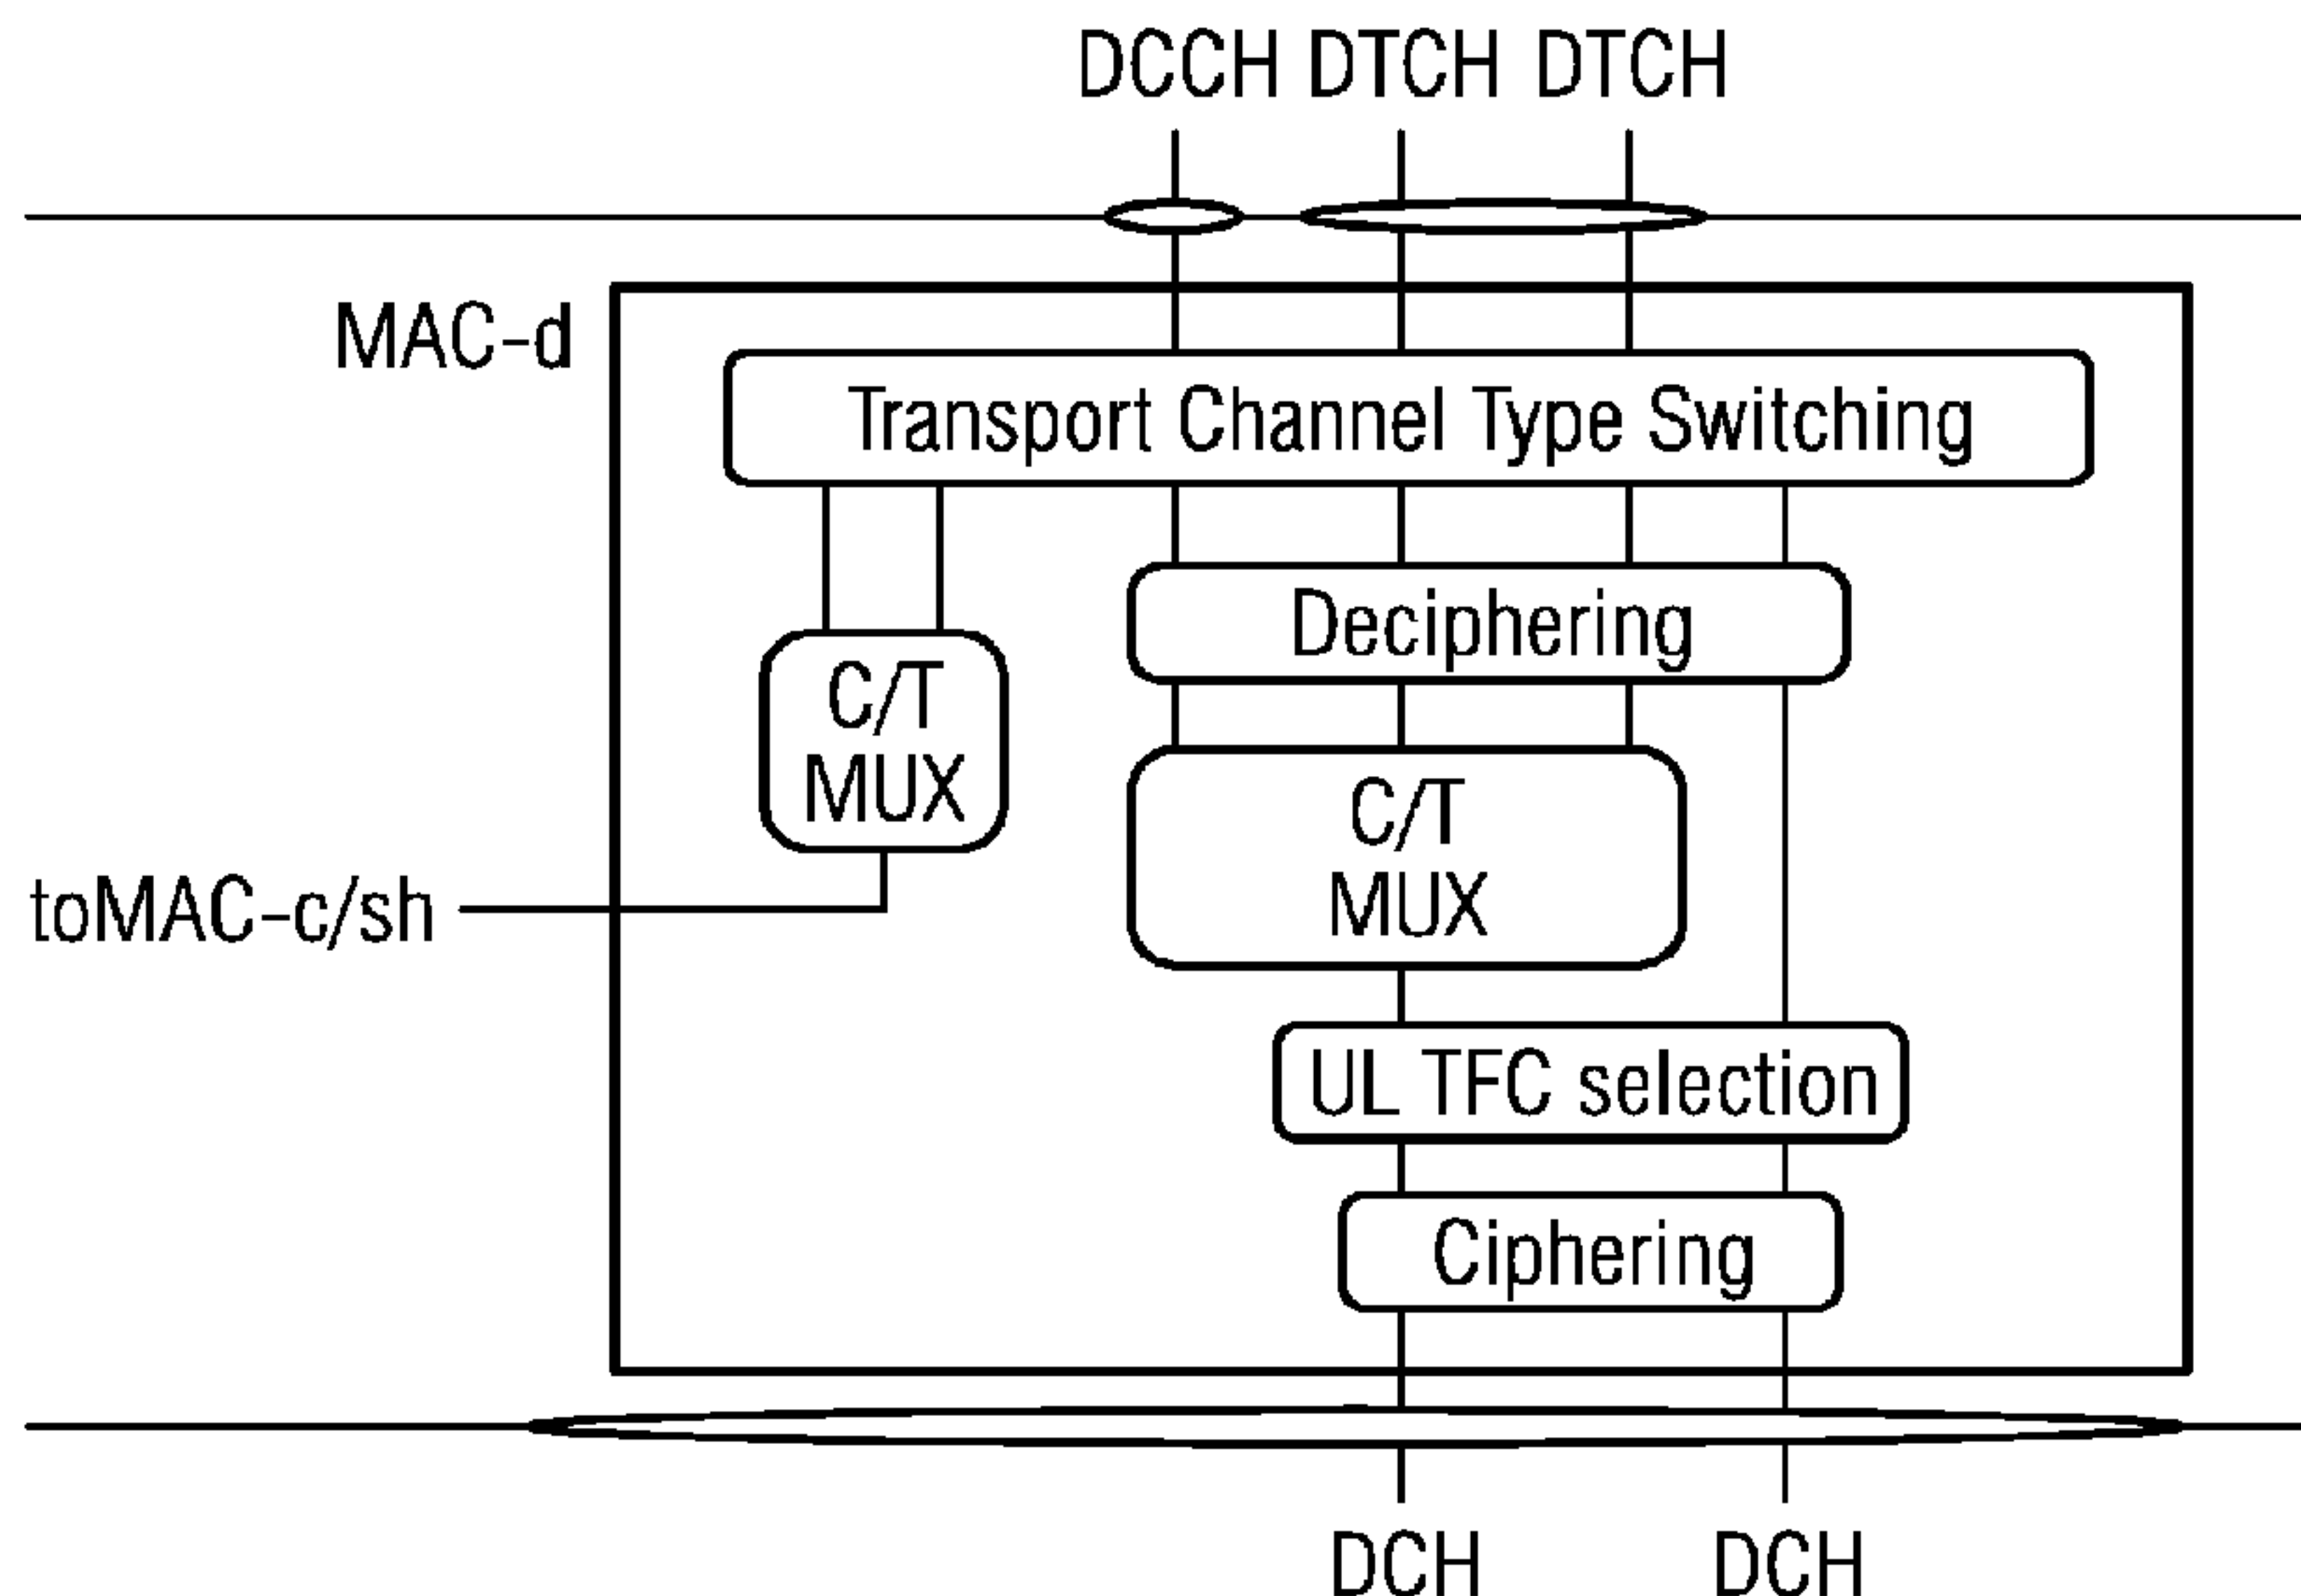 DCCH DTCH DTCH
MAC-d
Transport Channel Type Switching
Deciphering
C/T
MUX
C/T
MUX
toMAC-c/sh
UL TFC selection
Ciphering
DCH DCH